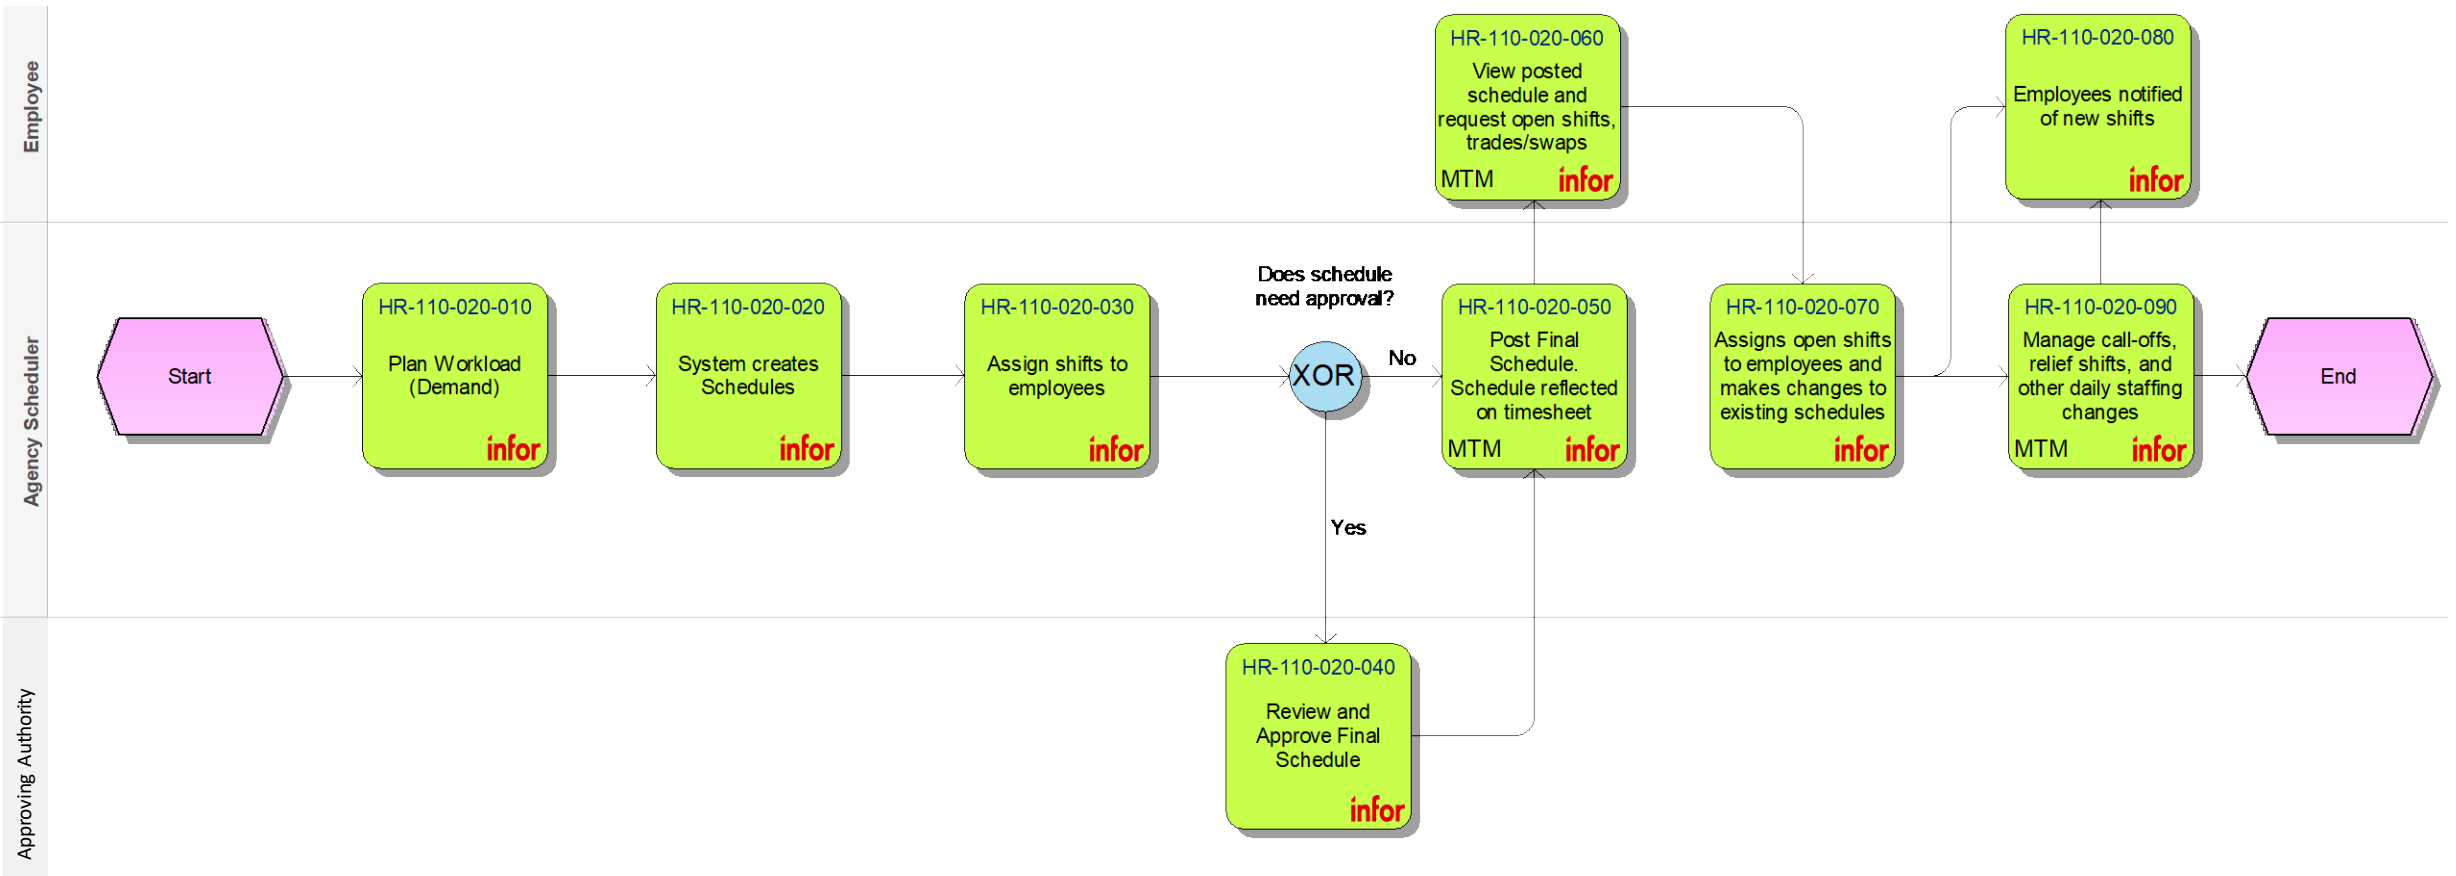 Employee
HR-110-020-060
View posted
schedule and
request open shifts,
trades/swaps
MTM
infor
HR-110-020-080
Employees notified
of new shifts
infor
Agency Scheduler
Start
HR-110-020-010
Plan Workload
(Demand)
infor
HR-110-020-020
System creates
Schedules
infor
HR-110-020-030
Assign shifts to
employees
infor
Does schedule
need approval?
XOR
No
Yes
HR-110-020-050
Post Final
Schedule.
Schedule reflected
on timesheet
MTM
infor
HR-110-020-070
Assigns open shifts
to employees and
makes changes to
existing schedules
infor
HR-110-020-090
Manage call-offs,
relief shifts, and
other daily staffing
changes
MTM
infor
End
Approving Authority
HR-110-020-040
Review and
Approve Final
Schedule
infor